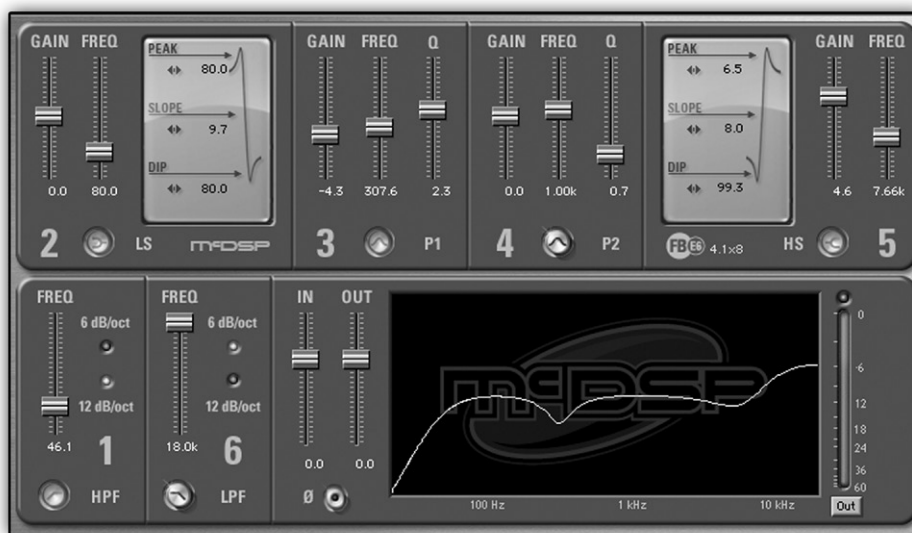 GAIN FREQ
PEAK
80.0
SLOPE
9.7
DIP
80.0
0.0 80.0
2 LS McDSP
GAIN FREQ Q
-4.3 307.6 2.3
3 P1
GAIN FREQ Q
0.0 1.00k 0.7
4 P2
PEAK
6.5
SLOPE
8.0
DIP
99.3
GAIN FREQ
4.6 7.66k
FB E6 4.1x8 HS 5
FREQ
6 dB/oct
12 dB/oct
46.1
1
HPF
FREQ
6 dB/oct
12 dB/oct
18.0k
6
LPF
IN OUT
0.0 0.0
Ø
McDSP
100 Hz 1 kHz 10 kHz
0
-6
12
18
24
36
60
Out